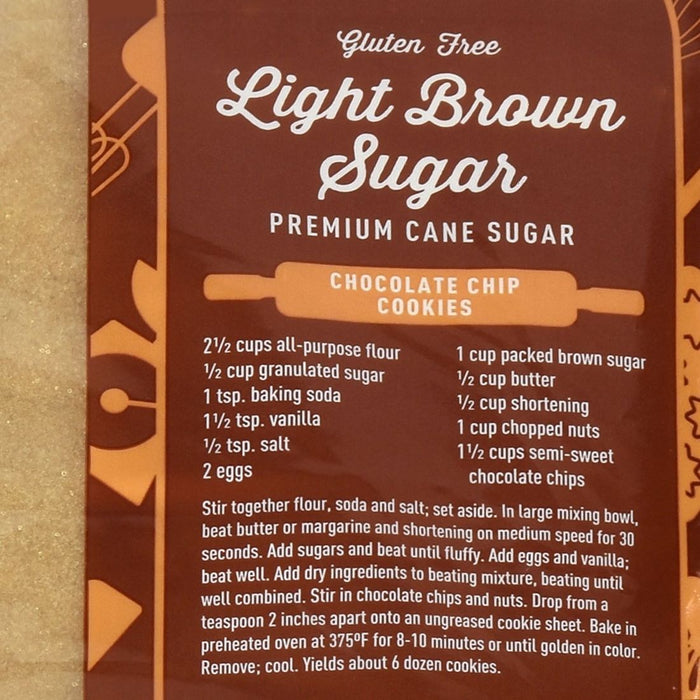 Gluten Free
Light Brown
Sugar
PREMIUM CANE SUGAR
CHOCOLATE CHIP
COOKIES
2½ cups all-purpose flour
½ cup granulated sugar
1 tsp. baking soda
1½ tsp. vanilla
½ tsp. salt
2 eggs
1 cup packed brown sugar
½ cup butter
½ cup shortening
1 cup chopped nuts
1½ cups semi-sweet
chocolate chips
Stir together flour, soda and salt; set aside. In large mixing bowl,
beat butter or margarine and shortening on medium speed for 30
seconds. Add sugars and beat until fluffy. Add eggs and vanilla;
beat well. Add dry ingredients to beating mixture, beating until
well combined. Stir in chocolate chips and nuts. Drop from a
teaspoon 2 inches apart onto an ungreased cookie sheet. Bake in
preheated oven at 375ºF for 8-10 minutes or until golden in color.
Remove; cool. Yields about 6 dozen cookies.